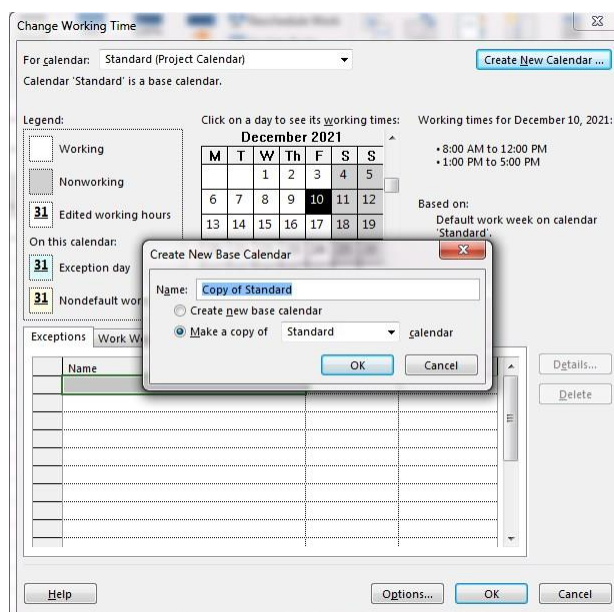 Change Working Time
For calendar: Standard (Project Calendar)
Create New Calendar ...
Calendar 'Standard' is a base calendar.
Legend:
Working
Nonworking
31 Edited working hours
On this calendar:
31 Exception day
31 Nondefault wor
Click on a day to see its working times:
December 2021
M T W Th F S S
1 2 3 4 5
6 7 8 9 10 11 12
13 14 15 16 17 18 19
Working times for December 10, 2021:
• 8:00 AM to 12:00 PM
• 1:00 PM to 5:00 PM
Based on:
Default work week on calendar
'Standard'.
Create New Base Calendar
Name: Copy of Standard
Create new base calendar
Make a copy of Standard calendar
OK Cancel
Exceptions Work We
Name
Details...
Delete
Help Options... OK Cancel